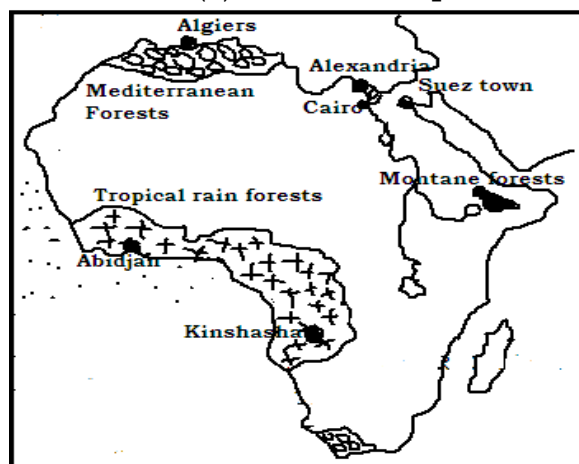 Algiers
Alexandria
Mediterranean
Forests
Suez town
Cairo
Montane forests
Tropical rain forests
Abidjan
Kinshasha